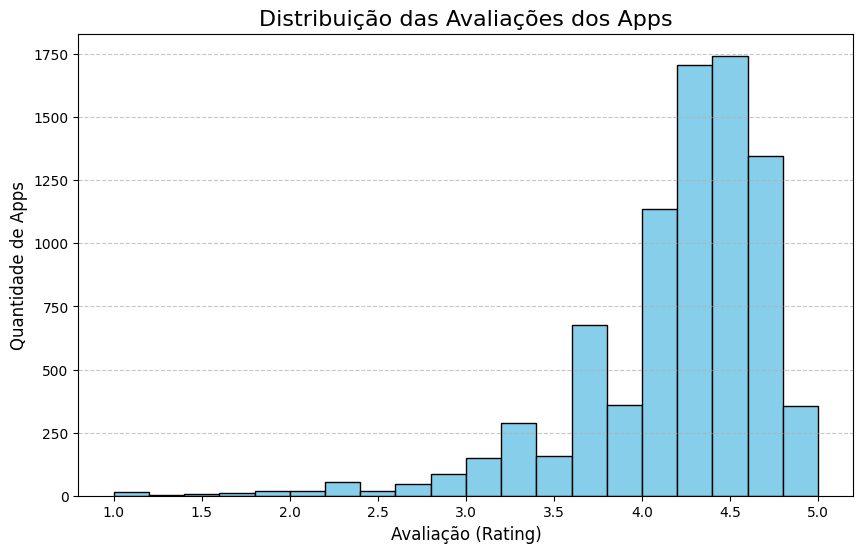 Distribuição das Avaliações dos Apps
Quantidade de Apps
1750
1500
1250
1000
750
500
250
0
1.0 1.5 2.0 2.5 3.0 3.5 4.0 4.5 5.0
Avaliação (Rating)